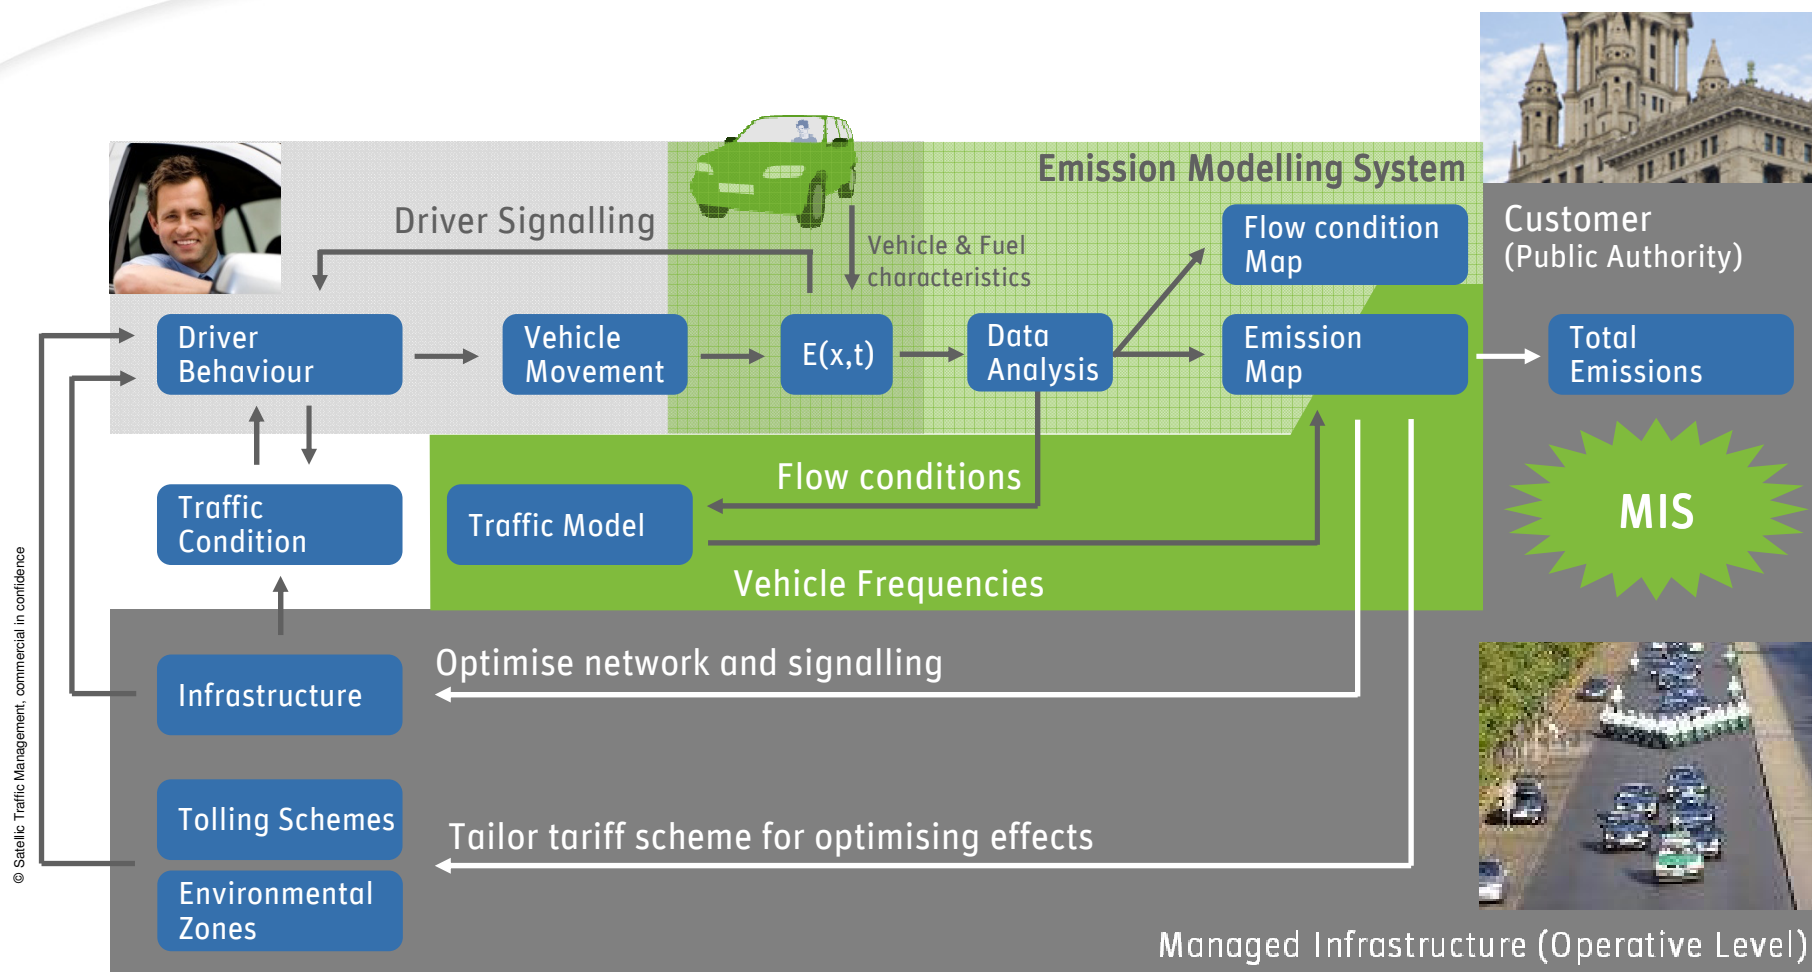 Emission Modelling System
Driver Signalling
Vehicle & Fuel
characteristics
Flow condition
Map
Customer
(Public Authority)
Driver
Behaviour
Vehicle
Movement
E(x,t)
Data
Analysis
Emission
Map
Total
Emissions
Flow conditions
Traffic
Condition
Traffic Model
MIS
Vehicle Frequencies
Optimise network and signalling
Infrastructure
Tolling Schemes
Tailor tariff scheme for optimising effects
Environmental
Zones
Managed Infrastructure (Operative Level)
© Satellic Traffic Management, commercial in confidence